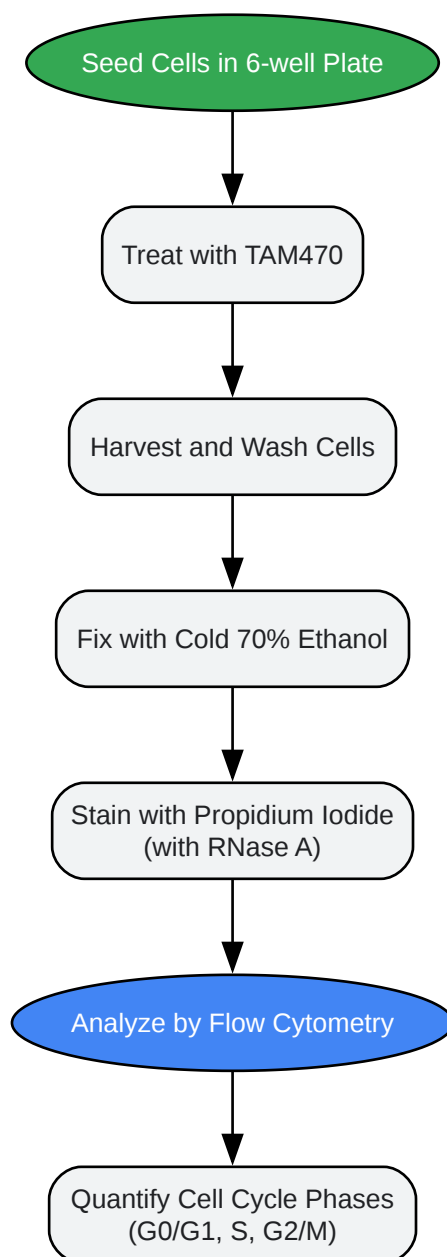 Seed Cells in 6-well Plate
Treat with TAM470
Harvest and Wash Cells
Fix with Cold 70% Ethanol
Stain with Propidium Iodide
(with RNase A)
Analyze by Flow Cytometry
Quantify Cell Cycle Phases
(G0/G1, S, G2/M)